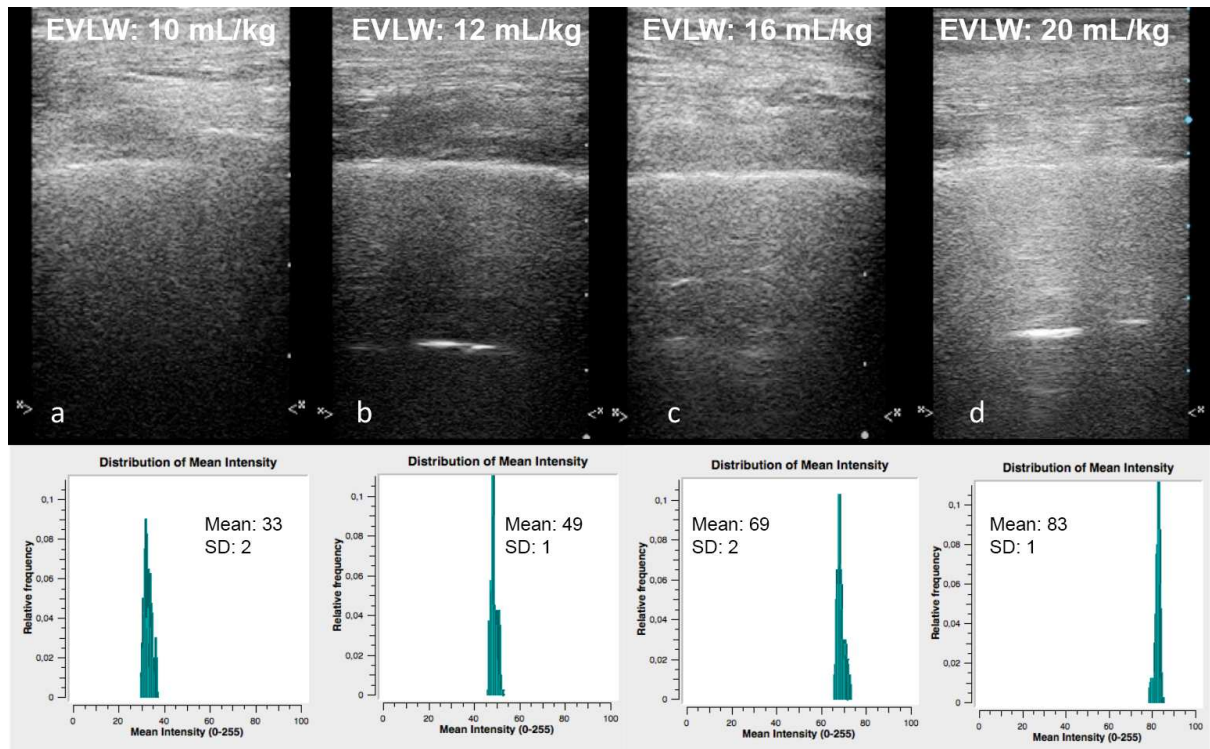 EVLW: 10 mL/kg
EVLW: 12 mL/kg
EVLW: 16 mL/kg
EVLW: 20 mL/kg
a
b
c
d
Distribution of Mean Intensity
Relative frequency
0,1
0,08
0,06
0,04
0,02
0
Mean: 33
SD: 2
0 20 40 60 80 100
Mean Intensity (0-255)
Distribution of Mean Intensity
Relative frequency
0,1
0,08
0,06
0,04
0,02
0
Mean: 49
SD: 1
0 20 40 60 80 100
Mean Intensity (0-255)
Distribution of Mean Intensity
Relative frequency
0,1
0,08
0,06
0,04
0,02
0
Mean: 69
SD: 2
0 20 40 60 80 100
Mean Intensity (0-255)
Distribution of Mean Intensity
Relative frequency
0,1
0,08
0,06
0,04
0,02
0
Mean: 83
SD: 1
0 20 40 60 80 100
Mean Intensity (0-255)